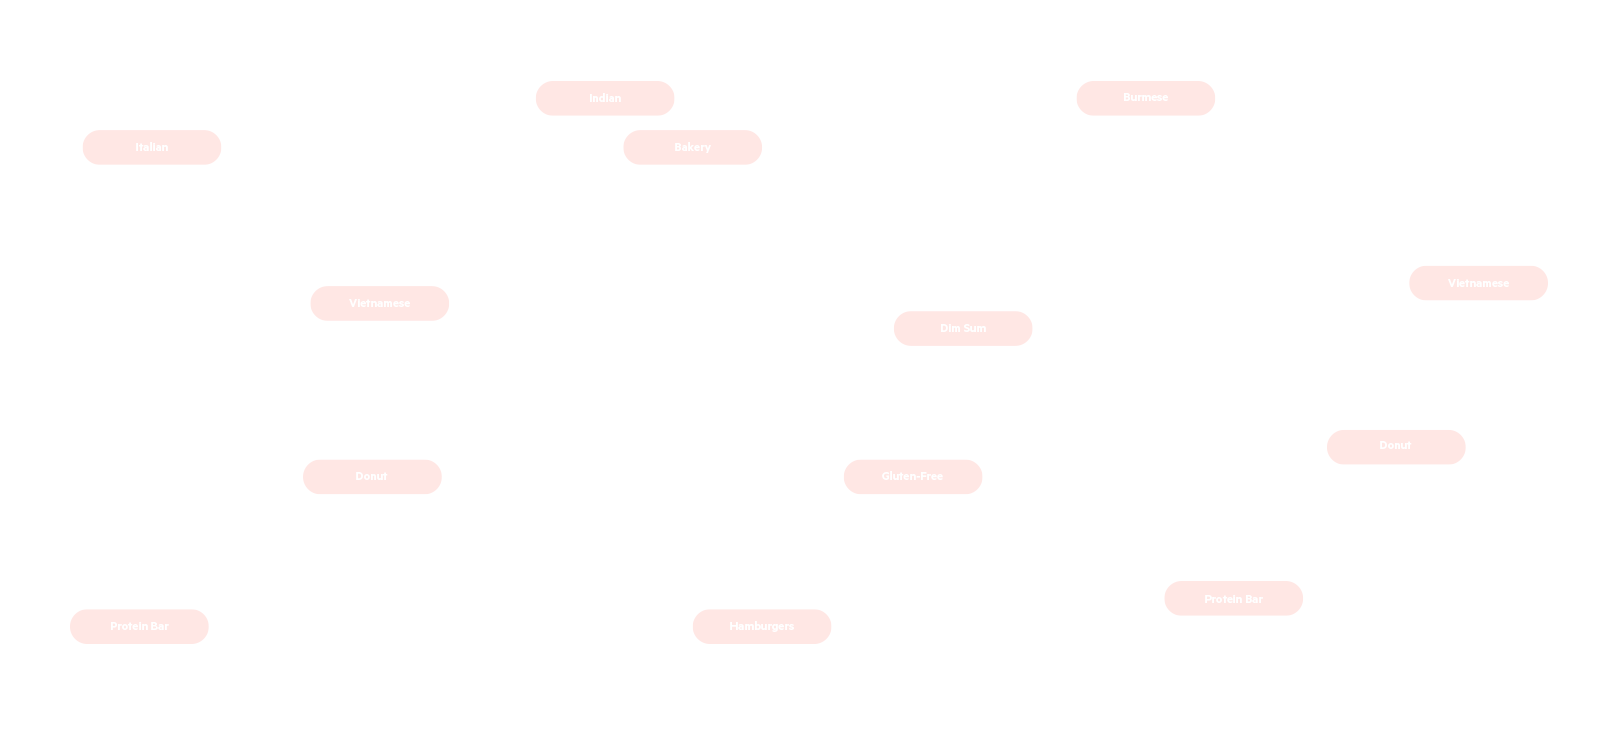 Indian
Burmese
Italian
Bakery
Vietnamese
Vietnamese
Dim Sum
Donut
Donut
Gluten-Free
Protein Bar
Protein Bar
Hamburgers